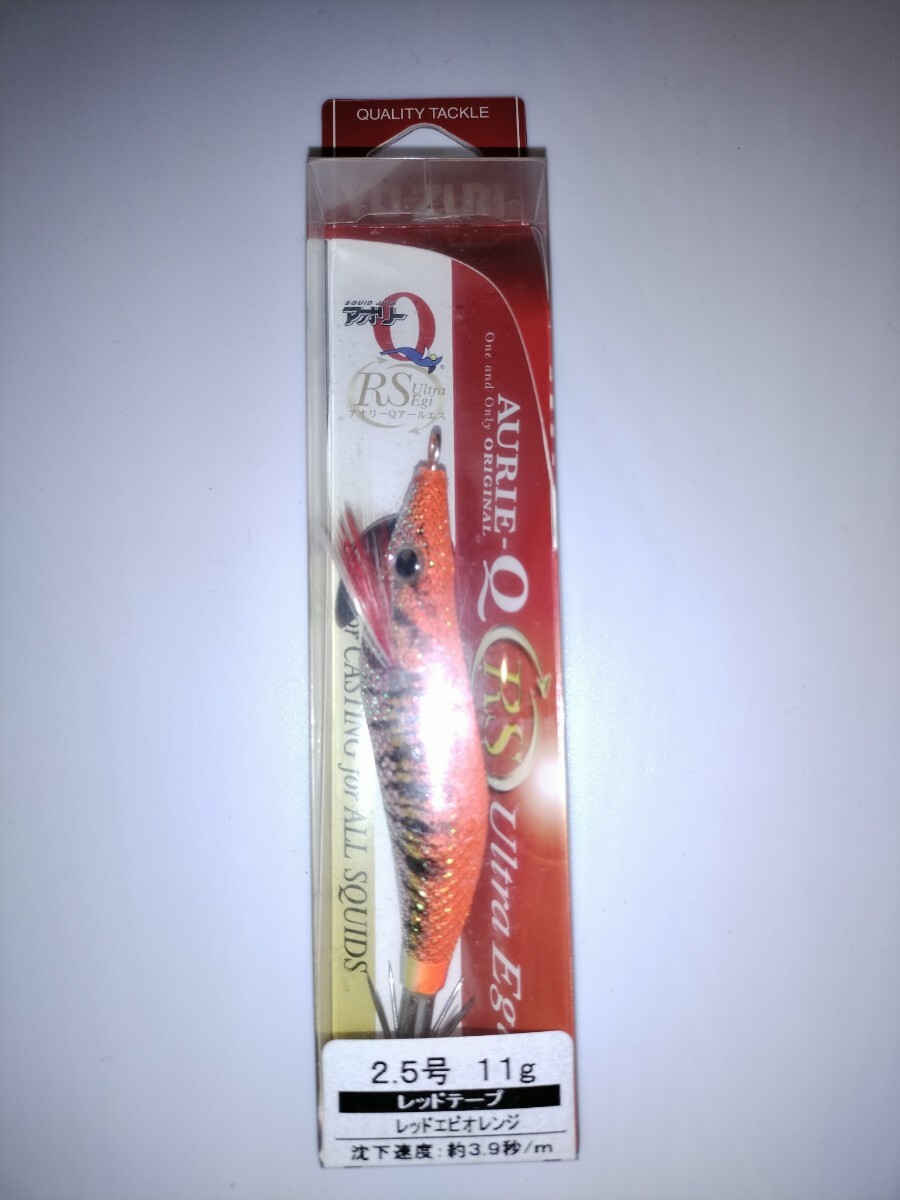 QUALITY TACKLE
YO-ZURI
SQUID JIG
アオリー Q
RS Ultra
Egi
アオリーQアールエス
One and Only ORIGINAL
AURIE-Q RS Ultra Eg
for CASTING for ALL SQUIDS
2.5号 11g
レッドテープ
レッドエビオレンジ
沈下速度:約3.9秒/m